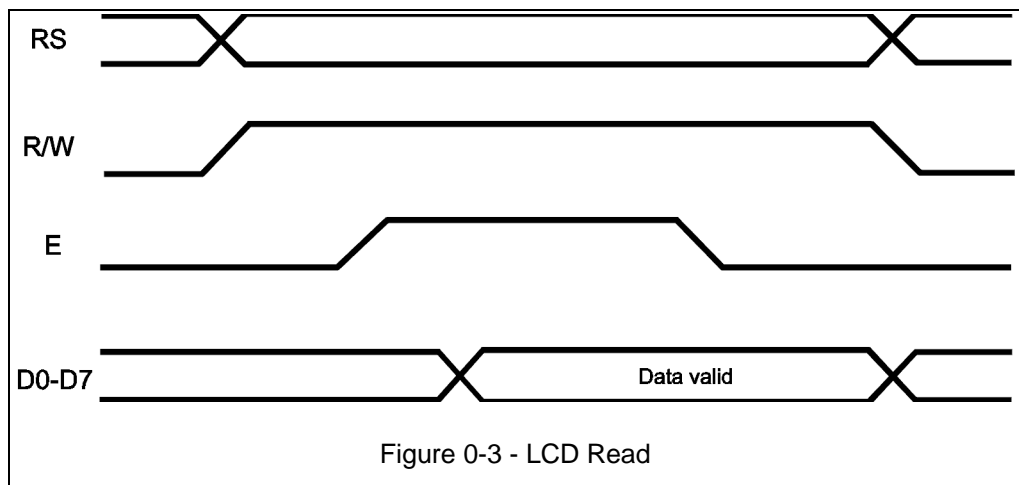 RS
R/W
E
D0-D7
Data valid
Figure 0-3 - LCD Read